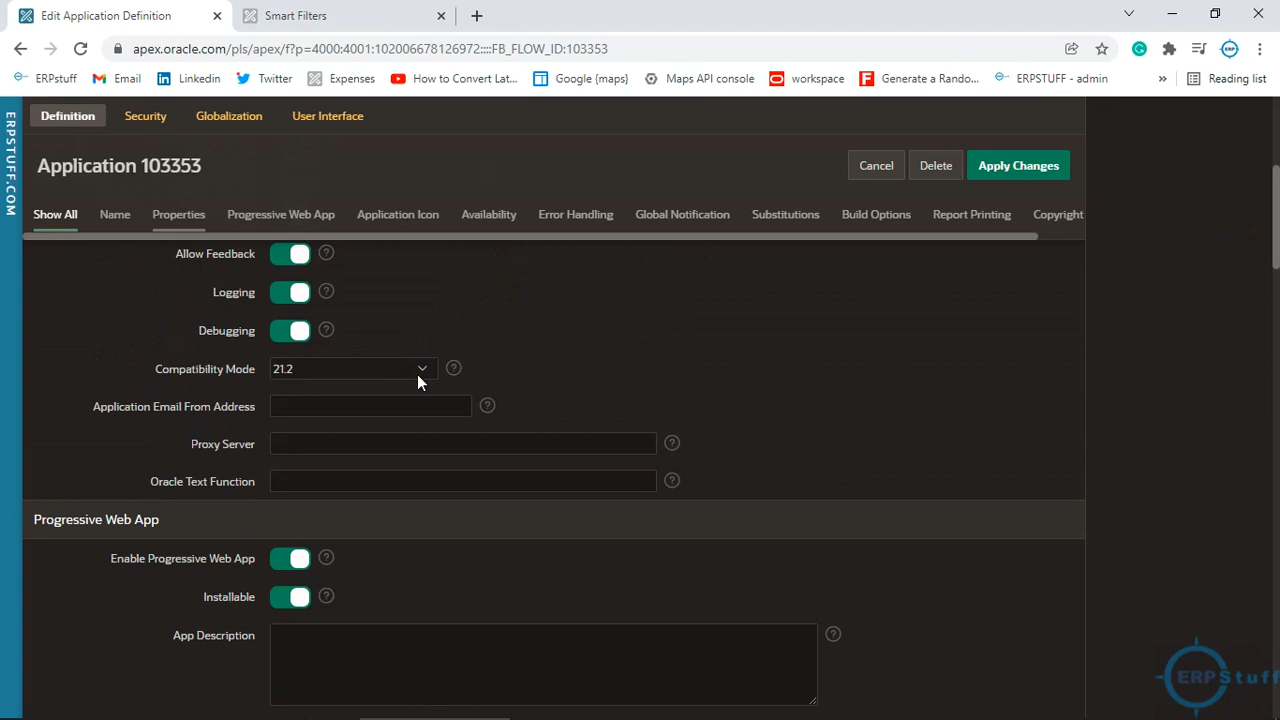 Edit Application Definition
Smart Filters
apex.oracle.com/pls/apex/f?p=4000:4001:102006678126972::::FB_FLOW_ID:103353
ERPstuff
Email
Linkedin
Twitter
Expenses
How to Convert Lat...
Google {maps}
Maps API console
workspace
Generate a Rando...
ERPSTUFF - admin
»
Reading list
ERPSTUFF.COM
Definition
Security
Globalization
User Interface
Application 103353
Cancel
Delete
Apply Changes
Show All
Name
Properties
Progressive Web App
Application Icon
Availability
Error Handling
Global Notification
Substitutions
Build Options
Report Printing
Copyright
Allow Feedback
Logging
Debugging
Compatibility Mode
21.2
Application Email From Address
Proxy Server
Oracle Text Function
Progressive Web App
Enable Progressive Web App
Installable
App Description
ERPStuff